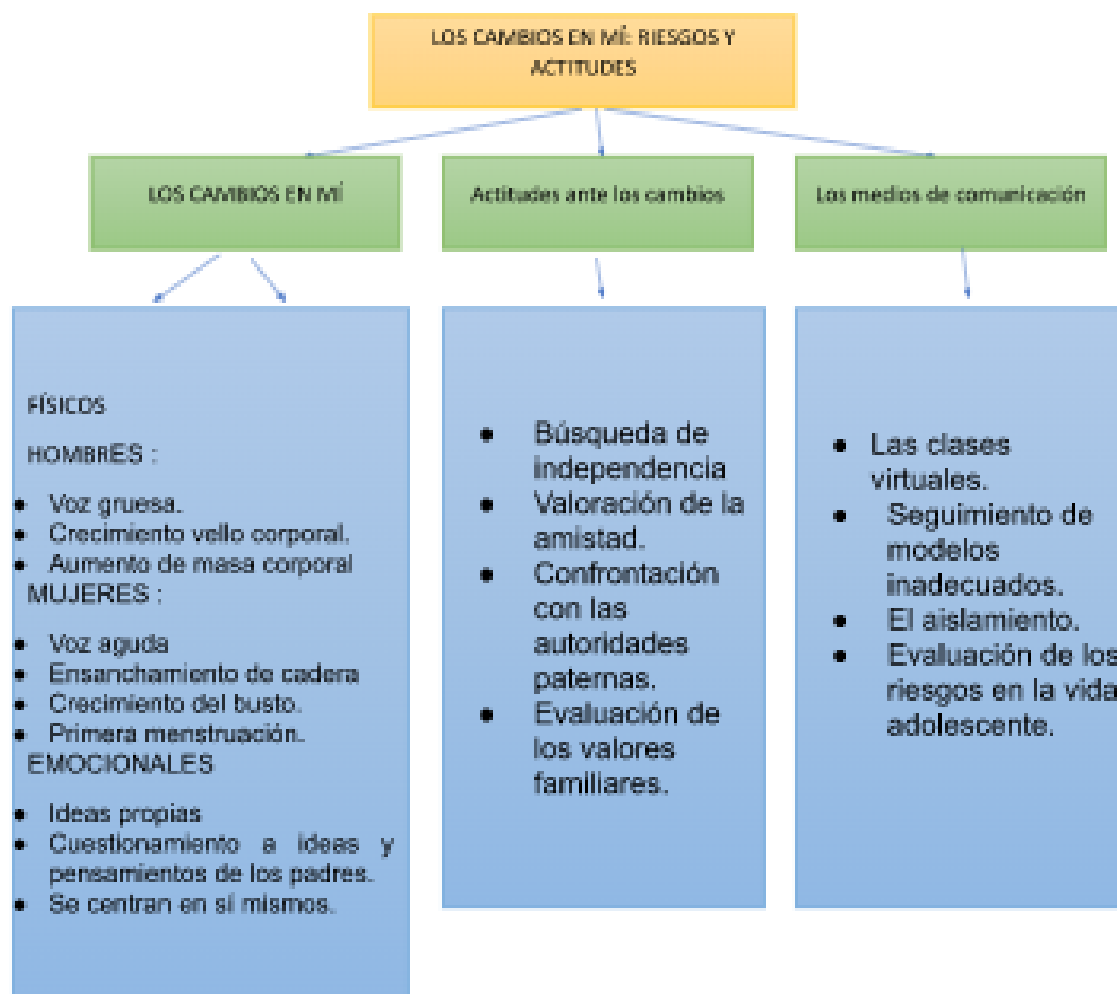 LOS CAMBIOS EN MÍ: RIESGOS Y
ACTITUDES
LOS CAMBIOS EN MÍ
Actitudes ante los cambios
Los medios de comunicación
FÍSICOS
HOMBRES :
• Voz gruesa.
• Crecimiento vello corporal.
• Aumento de masa corporal
MUJERES :
• Voz aguda
• Ensanchamiento de cadera
• Crecimiento del busto.
• Primera menstruación.
EMOCIONALES
• Ideas propias
• Cuestionamiento a ideas y
pensamientos de los padres.
• Se centran en sí mismos.
• Búsqueda de
independencia
• Valoración de la
amistad.
• Confrontación
con las
autoridades
paternas.
• Evaluación de
los valores
familiares.
• Las clases
virtuales.
• Seguimiento de
modelos
inadecuados.
• El aislamiento.
• Evaluación de los
riesgos en la vida
adolescente.